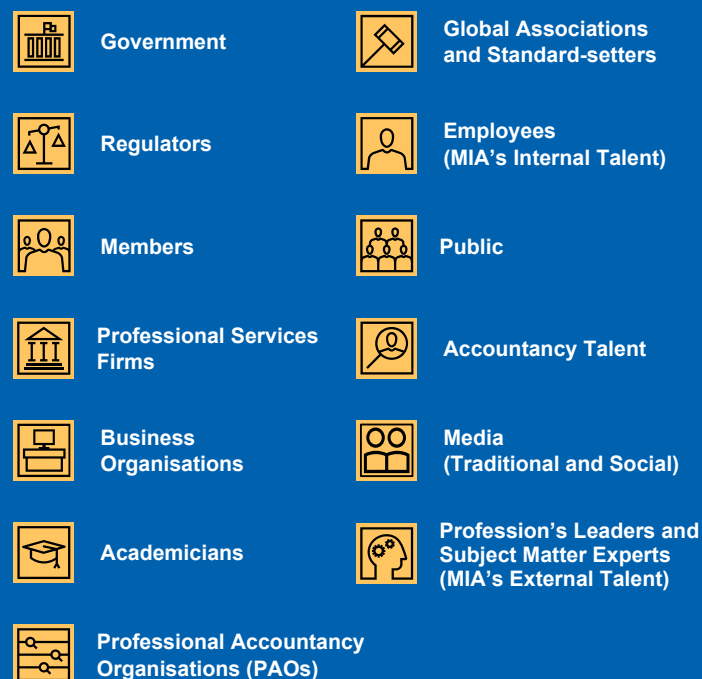 Government
Regulators
Members
Professional Services
Firms
Business
Organisations
Academicians
Professional Accountancy
Organisations (PAOs)
Global Associations
and Standard-setters
Employees
(MIA's Internal Talent)
Public
Accountancy Talent
Media
(Traditional and Social)
Profession's Leaders and
Subject Matter Experts
(MIA's External Talent)